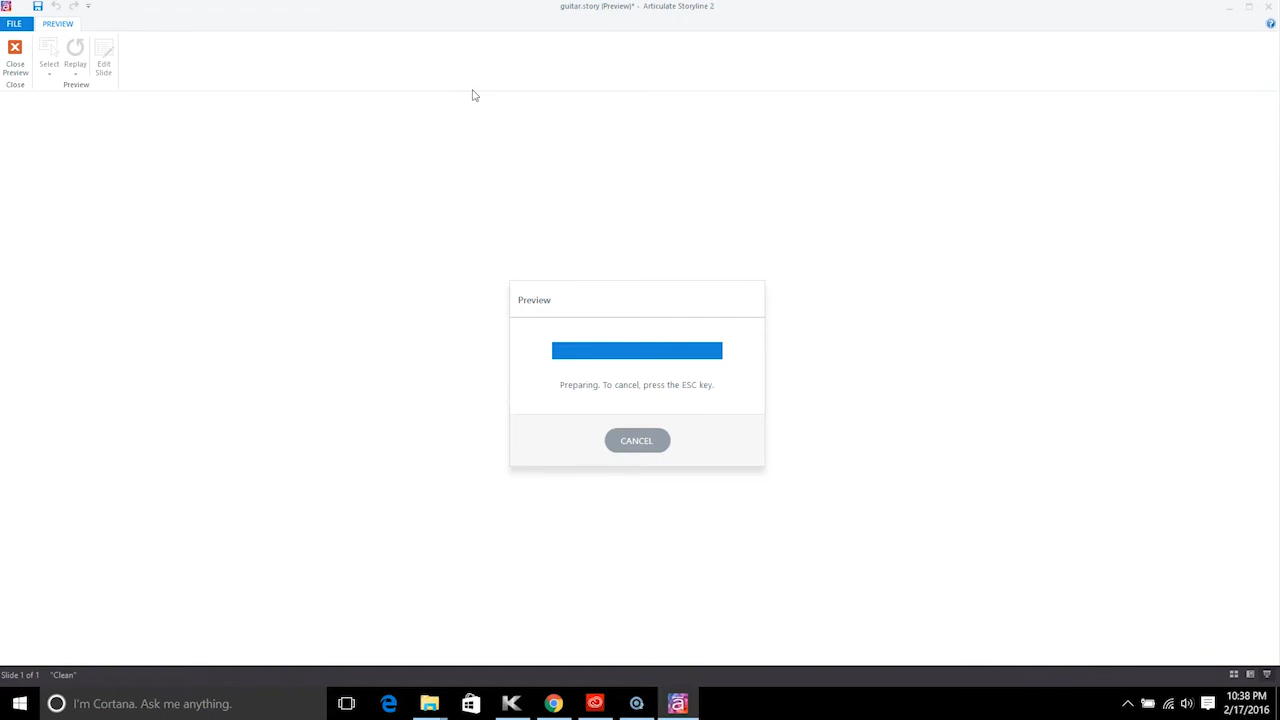 guitar.story (Preview)* - Articulate Storyline 2
FILE
PREVIEW
Close
Preview
Select
Replay
Edit
Slide
Close
Preview
Preview
Preparing. To cancel, press the ESC key.
CANCEL
Slide 1 of 1 "Clean"
I'm Cortana. Ask me anything.
10:38 PM
2/17/2016